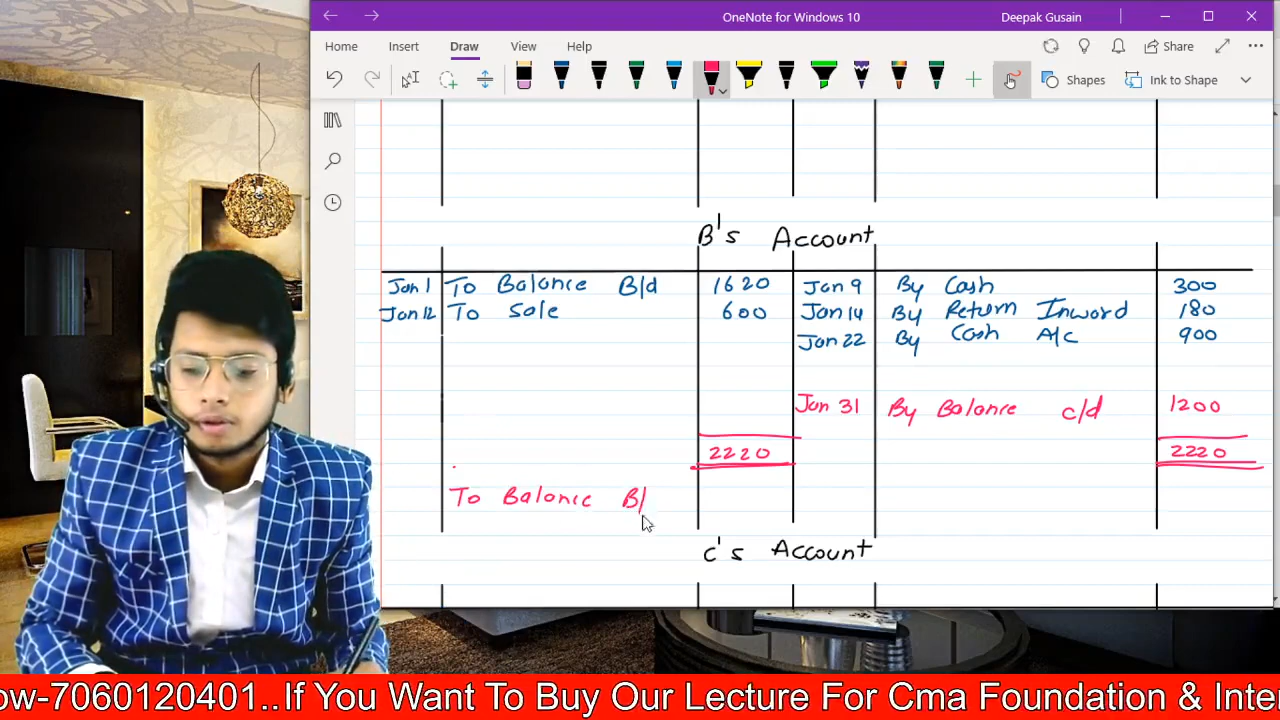 OneNote for Windows 10
Deepak Gusain
Home Insert Draw View Help
Share
Shapes
Ink to Shape
B's Account
Jan 1 To Balance B/d 1620 Jan 9 By Cash 300
Jan 12 To Sale 600 Jan 14 By Return Inword 180
Jan 22 By Cash A/c 900
Jan 31 By Balance c/d 1200
2220 2220
To Balance B/
C's Account
ow-7060120401..If You Want To Buy Our Lecture For Cma Foundation & Inte